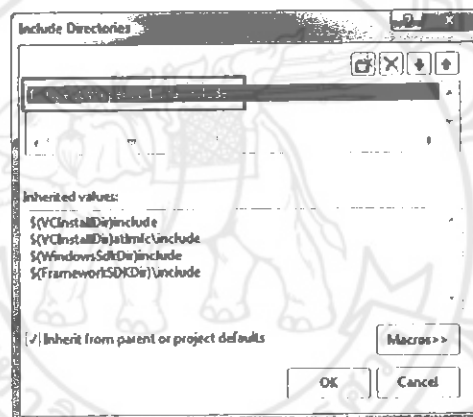 Include Directories
Inherited values:
$(VCInstallDir)include
$(VCInstallDir)atlmfc\include
$(WindowsSdkDir)include
$(FrameworkSDKDir)\include
Inherit from parent or project defaults
Macros>>
OK
Cancel